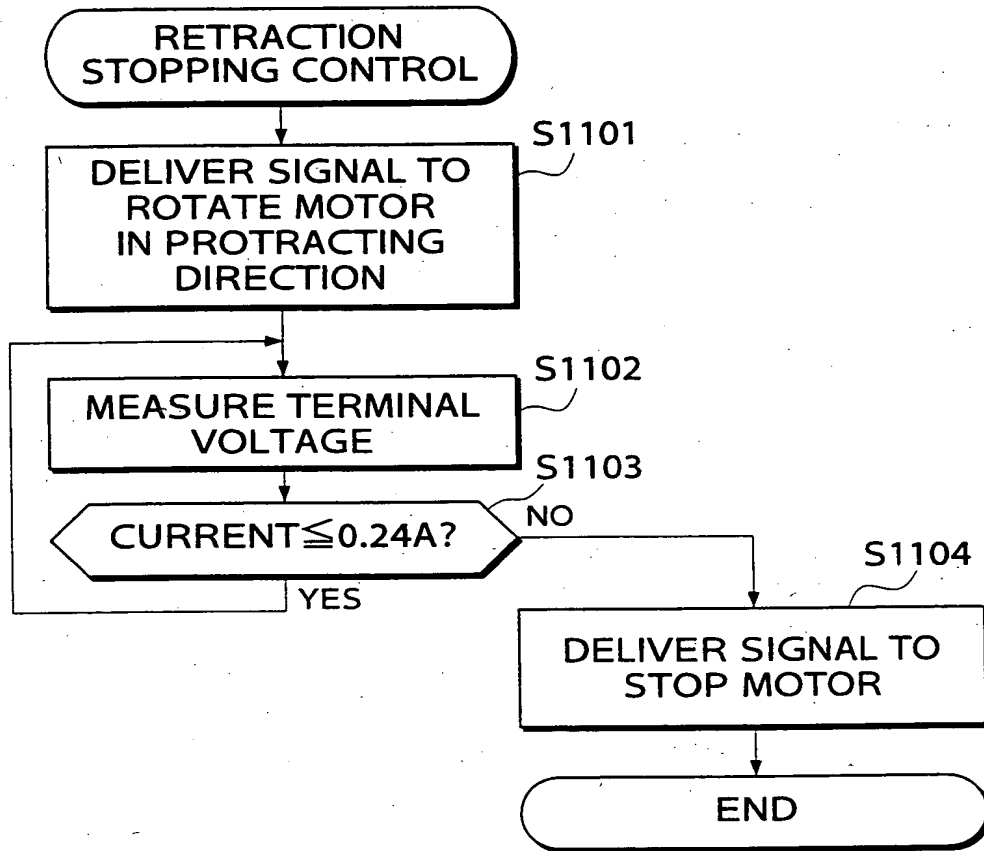 RETRACTION
STOPPING CONTROL
S1101
DELIVER SIGNAL TO
ROTATE MOTOR
IN PROTRACTING
DIRECTION
S1102
MEASURE TERMINAL
VOLTAGE
S1103
CURRENT≦0.24A?
NO
YES
S1104
DELIVER SIGNAL TO
STOP MOTOR
END